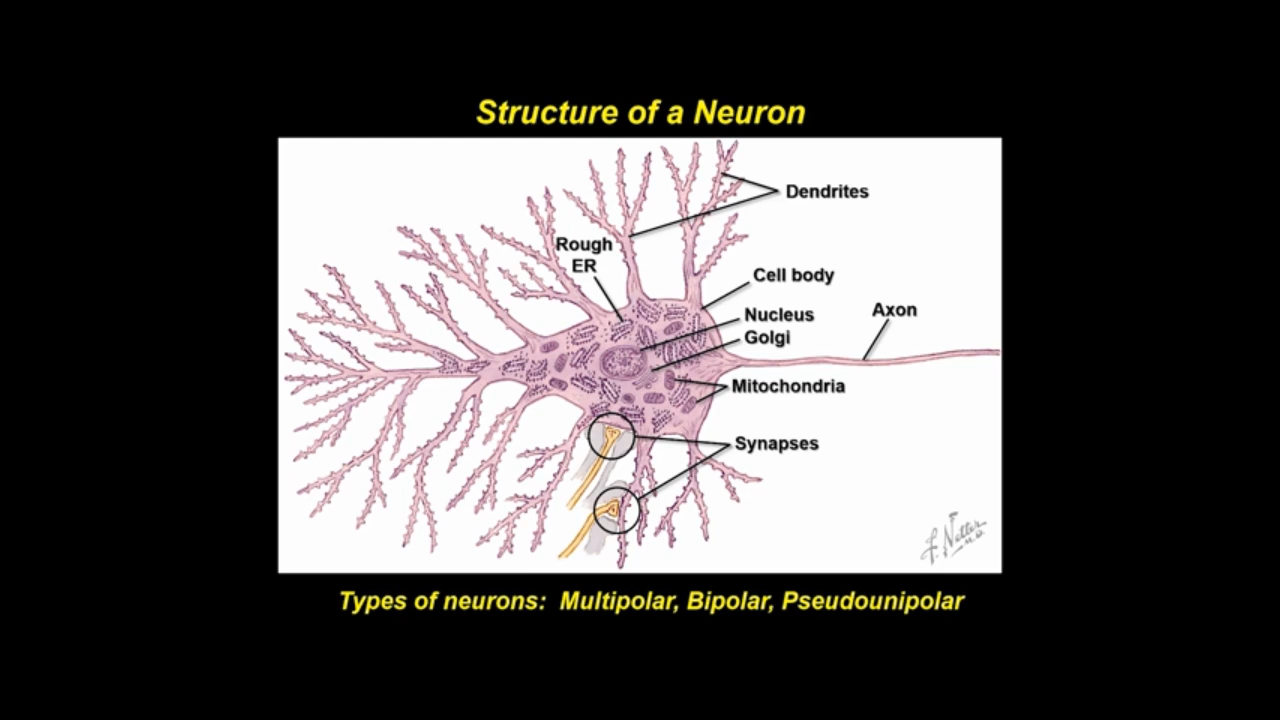 Structure of a Neuron
Dendrites
Rough
ER
Cell body
Nucleus
Axon
Golgi
Mitochondria
Synapses
F. Netter
M.D.
Types of neurons: Multipolar, Bipolar, Pseudounipolar